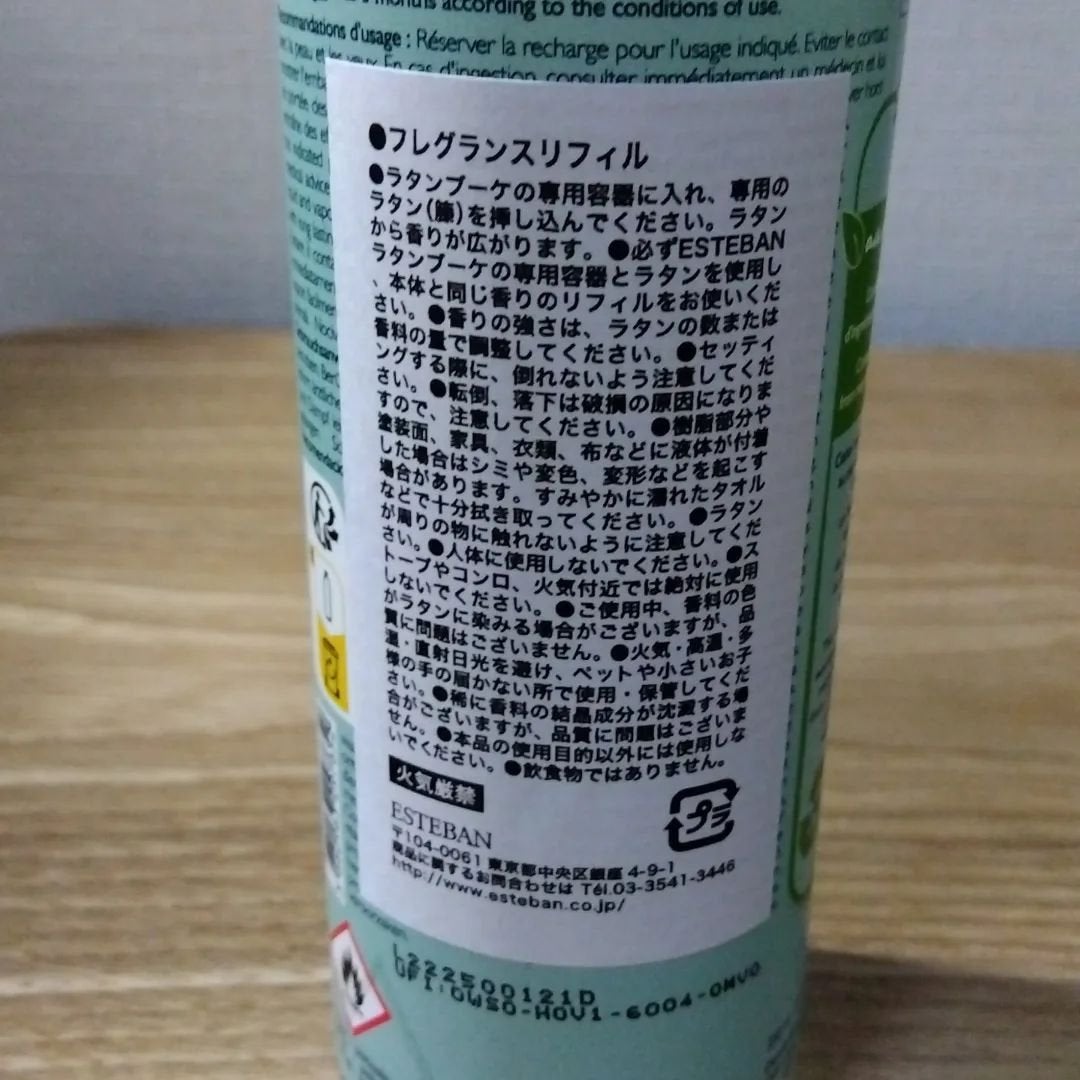 months according to the conditions of use.
Recommandations d'usage : Réserver la recharge pour l'usage indiqué. Eviter le contact
la peau et les yeux. En cas d'ingestion, consulter immédiatement un médecin et lui
●フレグランスリフィル
●ラタンブーケの専用容器に入れ、専用の
ラタン(籐)を挿し込んでください。ラタン
から香りが広がります。●必ずESTEBAN
ラタンブーケの専用容器とラタンを使用し
、本体と同じ香りのリフィルをお使いくだ
さい。●香りの強さは、ラタンの数または
香料の量で調整してください。●セッティ
ングする際に、倒れないよう注意してくだ
さい。●転倒、落下は破損の原因になりま
すので、注意してください。●樹脂部分や
塗装面、家具、衣類、布などに液体が付着
した場合はシミや変色、変形などを起こす
場合があります。すみやかに濡れたタオル
などで十分拭き取ってください。●ラタン
が周りの物に触れないように注意してくだ
さい。●人体に使用しないでください。●ス
トーブやコンロ、火気付近では絶対に使用
しないでください。●ご使用中、香料の色
がラタンに染みる場合がございますが、品
質に問題はございません。●火気・高温・多
湿・直射日光を避け、ペットや小さいお子
様の手の届かない所で使用・保管してくだ
さい。●稀に香料の結晶成分が沈澱する場
合がございますが、品質に問題はございま
せん。●本品の使用目的以外には使用しな
いでください。●飲食物ではありません。
火気厳禁
プラ
ESTEBAN
〒104-0061 東京都中央区銀座 4-9-1
商品に関するお問合わせは Tél.03-3541-3446
http://www.esteban.co.jp/
L222500121D
UFI:0WS0-H0V1-6004-0MV0